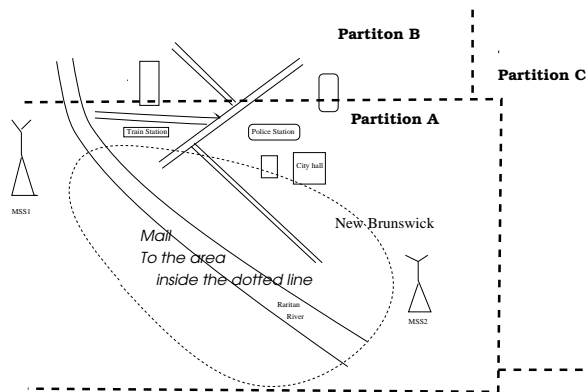 Partiton B
Partition C
Partition A
Train Station
Police Station
City hall
MSS1
New Brunswick
Mail
To the area
inside the dotted line
Raritan
River
MSS2